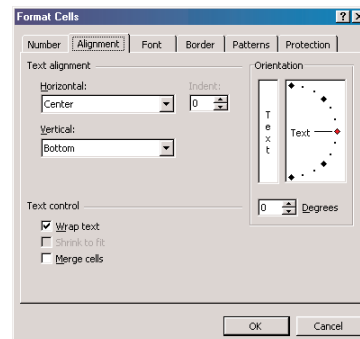 Format Cells
Number Alignment Font Border Patterns Protection
Text alignment
Horizontal:
Center
Indent:
0
Vertical:
Bottom
Orientation
Text
Text
0 Degrees
Text control
Wrap text
Shrink to fit
Merge cells
OK Cancel